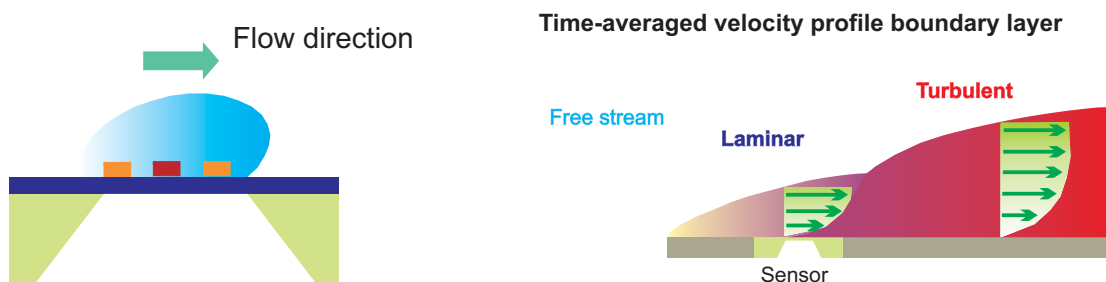 Flow direction
Time-averaged velocity profile boundary layer
Free stream
Laminar
Turbulent
Sensor